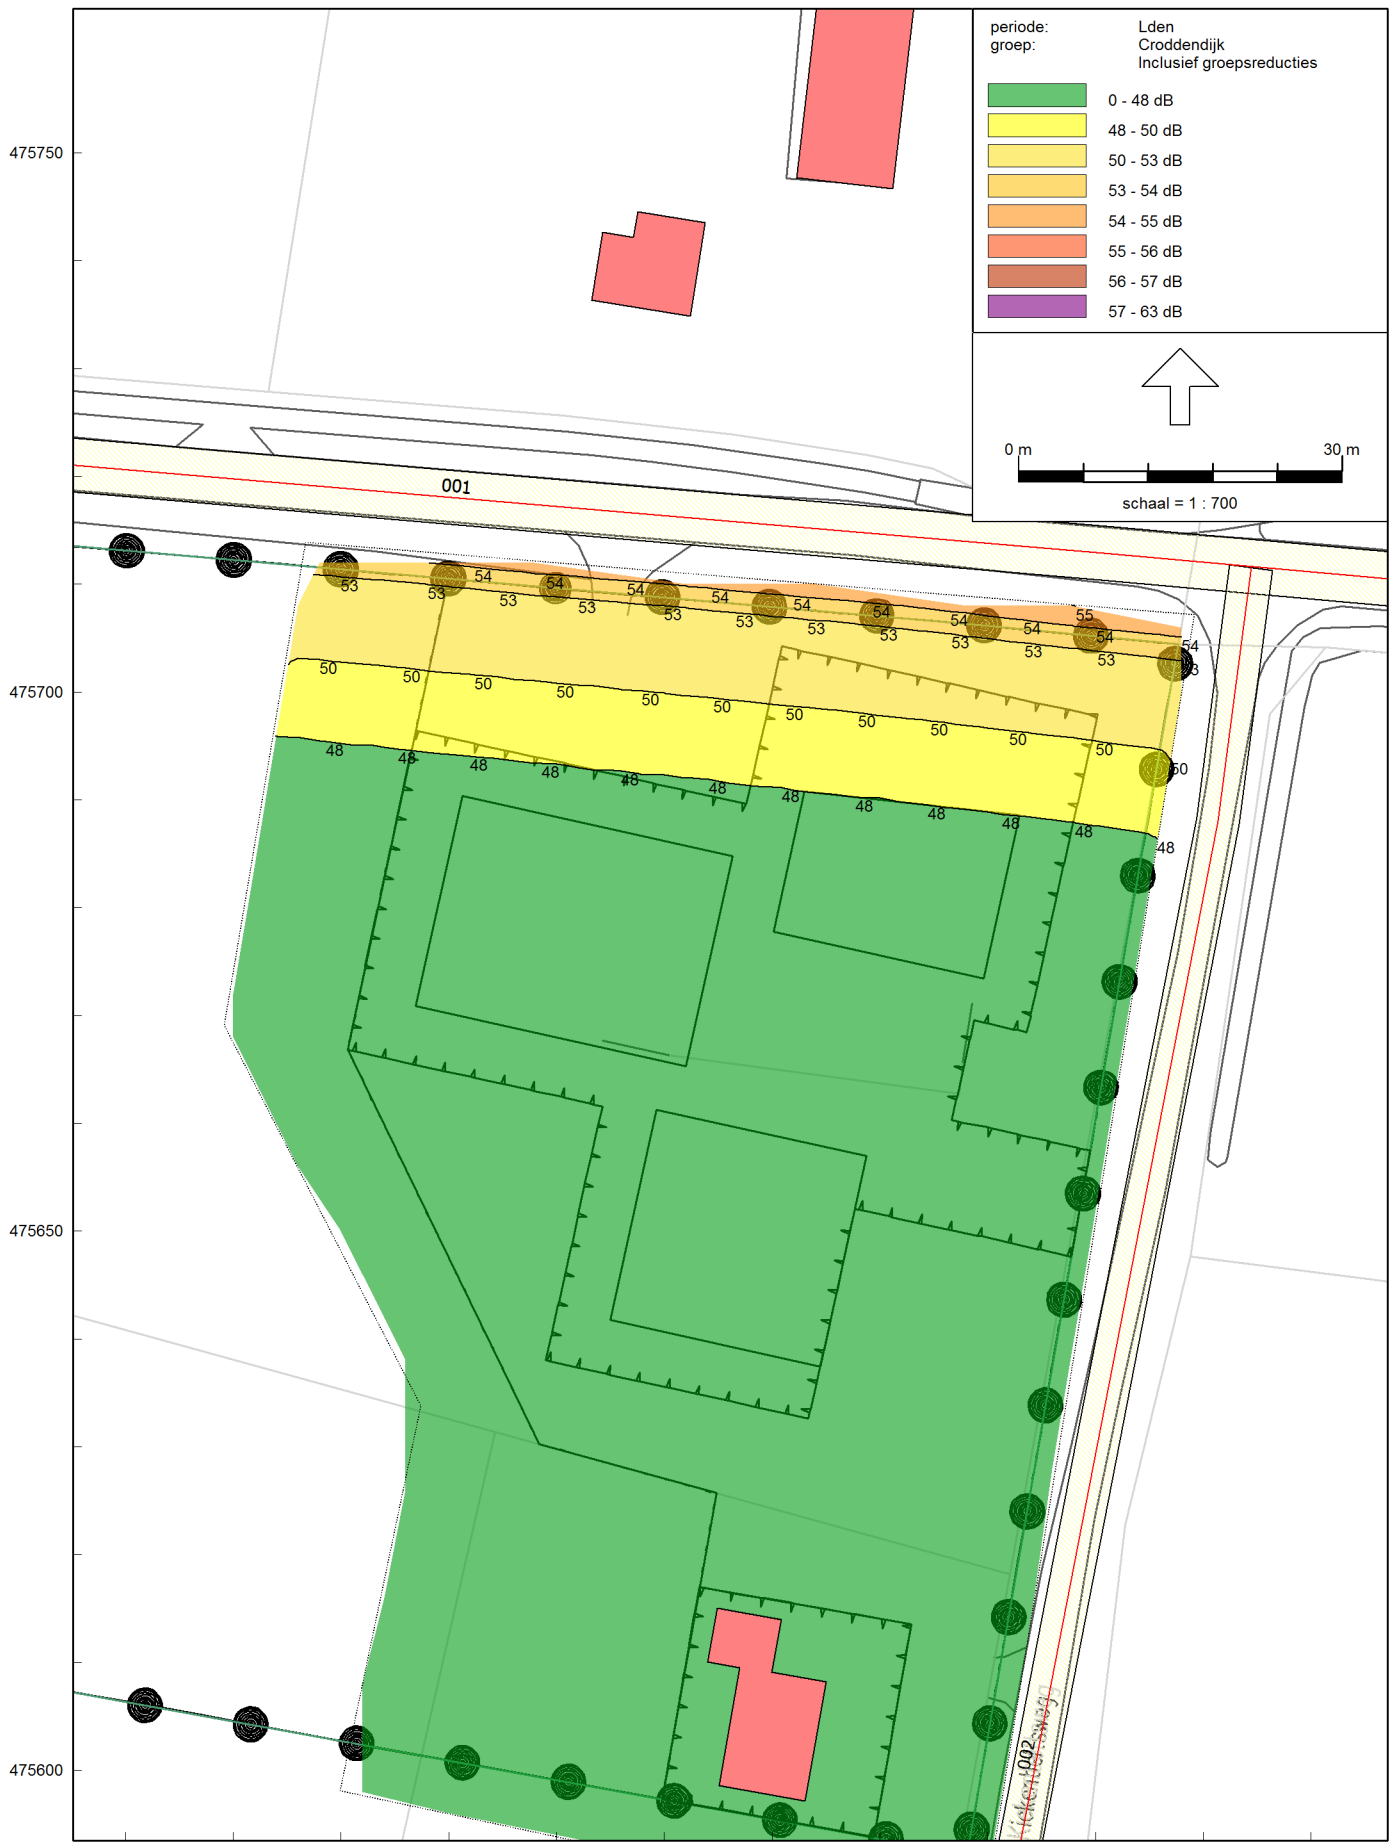 periode: Lden
groep: Croddendijk
Inclusief groepsreducties
0 - 48 dB
48 - 50 dB
50 - 53 dB
53 - 54 dB
54 - 55 dB
55 - 56 dB
56 - 57 dB
57 - 63 dB
0 m 30 m
schaal = 1 : 700
475750
001
54 54 54 54 54 54 54 54 55 54 54
53 53 53 53 53 53 53 53 53 53 53 53
475700
50 50 50 50 50 50 50 50 50 50 50 50
48 48 48 48 48 48 48 48 48 48 48 48
475650
475600
002